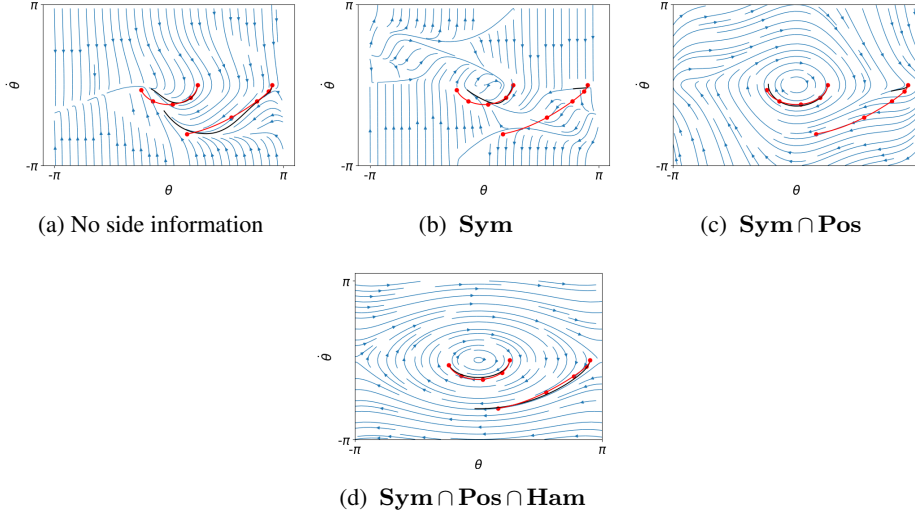 π
θ̇
-π
-π
π
θ
(a) No side information
π
θ̇
-π
-π
π
θ
(b) Sym
π
θ̇
-π
-π
θ
(c) Sym ∩ Pos
π
θ̇
-π
-π
π
θ
(d) Sym ∩ Pos ∩ Ham